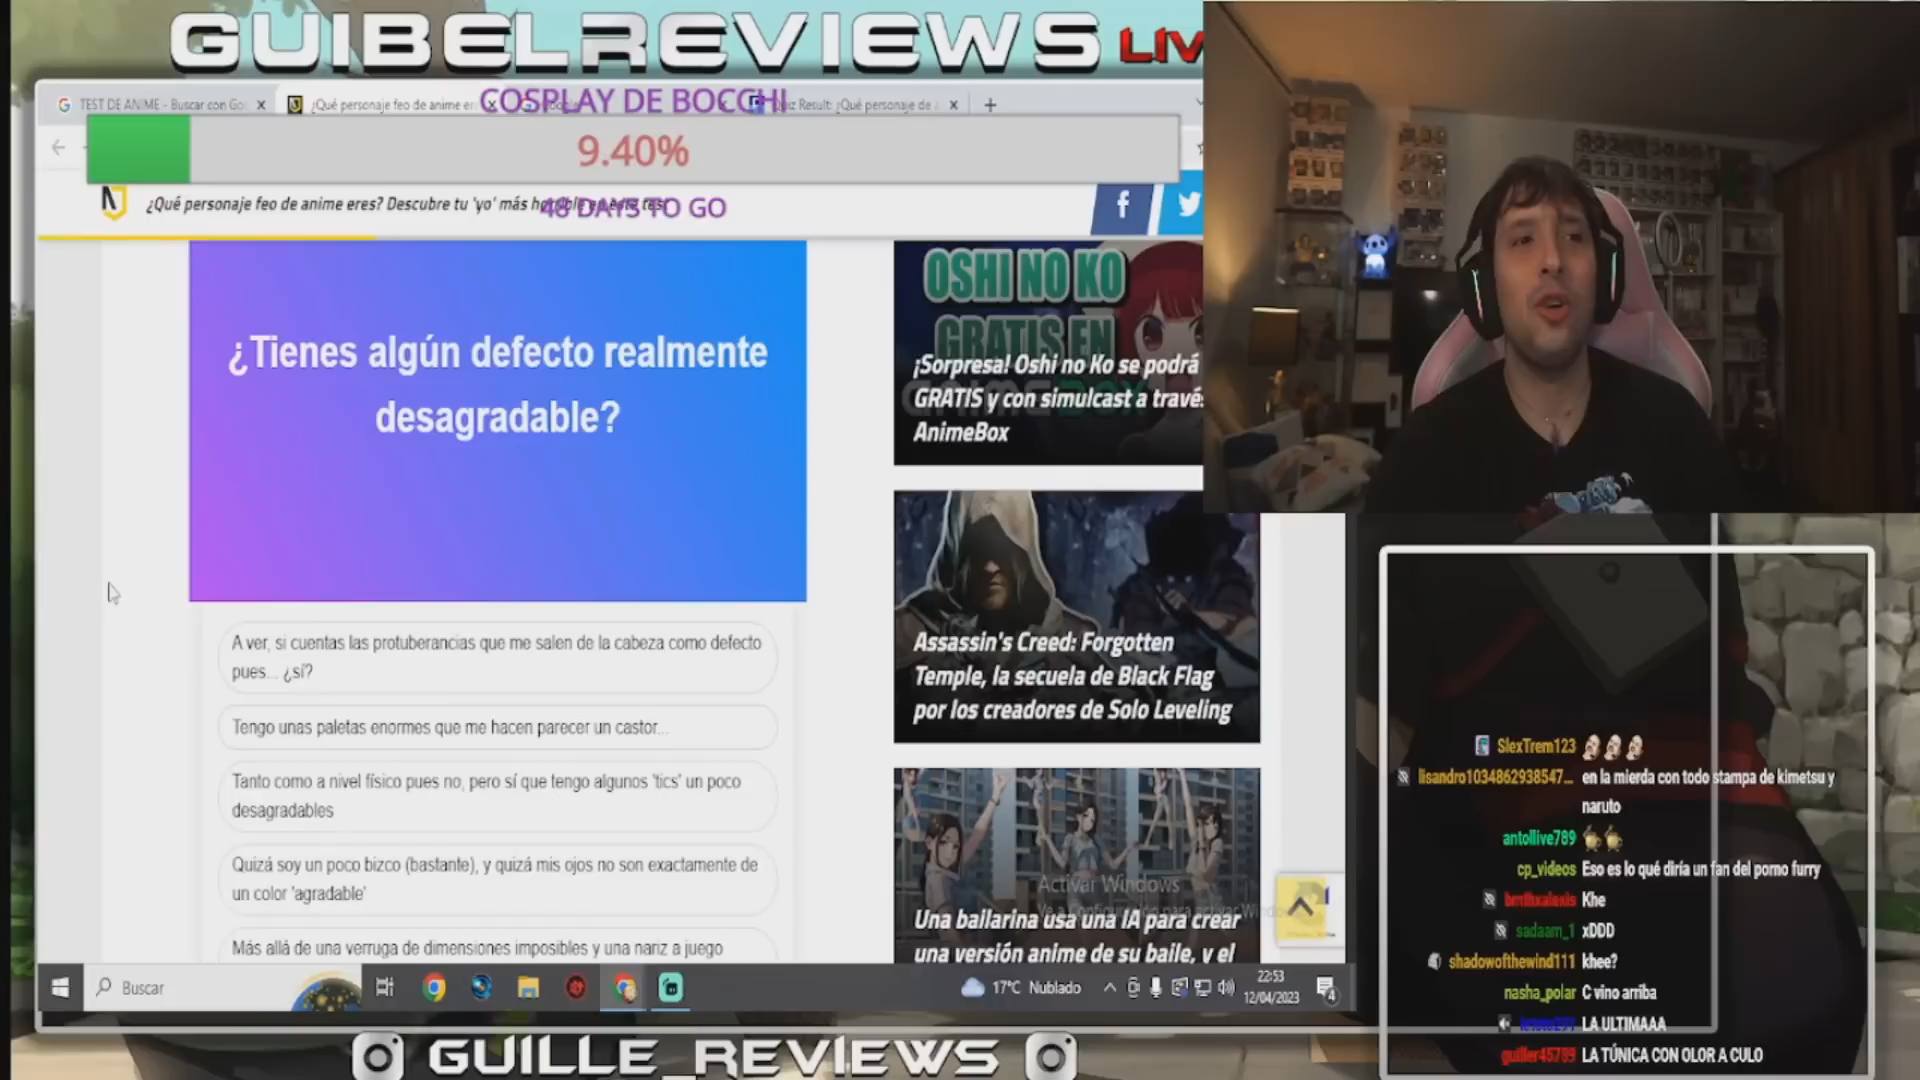 GUIBELREVIEWS LIV
TEST DE ANIME - Buscar con Go
¿Qué personaje feo de anime en
Quiz Result: ¿Qué personaje de
COSPLAY DE BOCCHI
9.40%
48 DAYS TO GO
¿Qué personaje feo de anime eres? Descubre tu 'yo' más
¿Tienes algún defecto realmente
desagradable?
A ver, si cuentas las protuberancias que me salen de la cabeza como defecto
pues... ¿sí?
Tengo unas paletas enormes que me hacen parecer un castor...
Tanto como a nivel físico pues no, pero sí que tengo algunos 'tics' un poco
desagradables
Quizá soy un poco bizco (bastante), y quizá mis ojos no son exactamente de
un color 'agradable'
Más allá de una verruga de dimensiones imposibles y una nariz a juego
OSHI NO KO
GRATIS EN
¡Sorpresa! Oshi no Ko se podrá
GRATIS y con simulcast a travé
AnimeBox
Assassin's Creed: Forgotten
Temple, la secuela de Black Flag
por los creadores de Solo Leveling
Activar Windows
Ve a Configuración para activar Windo
Una bailarina usa una IA para crear
una versión anime de su baile, y el
Buscar
17°C Nublado
22:53
12/04/2023
4
SlexTrem123
lisandro1034862938547... en la mierda con todo stampa de kimetsu y
naruto
antollive789
cp_videos Eso es lo qué diría un fan del porno furry
Khe
sadaam_1 xDDD
shadowofthewind111 khee?
nasha_polar C vino arriba
LA ULTIMAAA
guiller45789 LA TÚNICA CON OLOR A CULO
GUILLE_REVIEWS